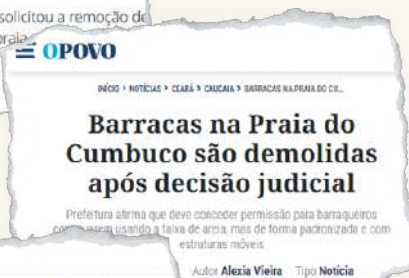 solicitou a remoção de
≡ OPOVO
INÍCIO › NOTÍCIAS › CEARÁ › CAUCAIA › BARRACAS NA PRAIA DO CU...
Barracas na Praia do
Cumbuco são demolidas
após decisão judicial
Prefeitura afirma que deve conceder permissão para barraqueiros
usando a faixa de areia, mas de forma padronizada e com
estruturas móveis
Autor Alexia Vieira Tipo Notícia